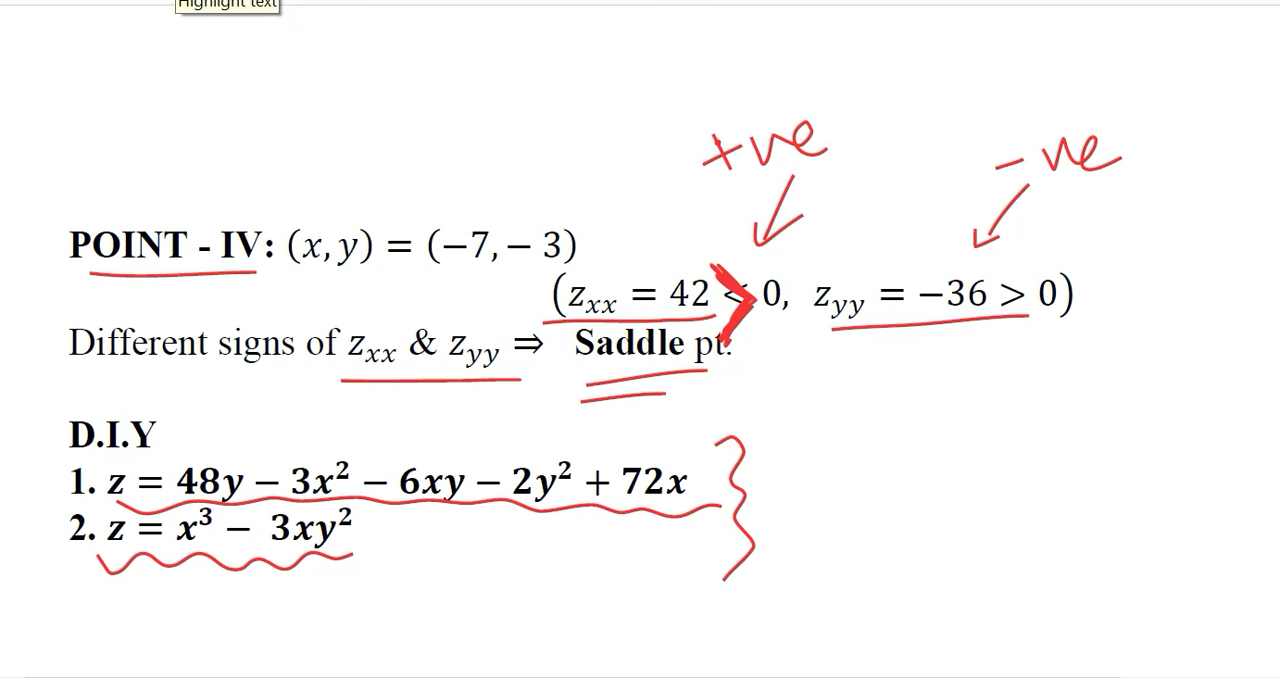 Highlight text
+ve
-ve
POINT - IV: (x, y) = (−7, − 3)
(z_xx = 42 < 0, z_yy = −36 > 0)
>
Different signs of z_xx & z_yy ⇒ Saddle pt.
D.I.Y
1. z = 48y − 3x² − 6xy − 2y² + 72x
2. z = x³ − 3xy²